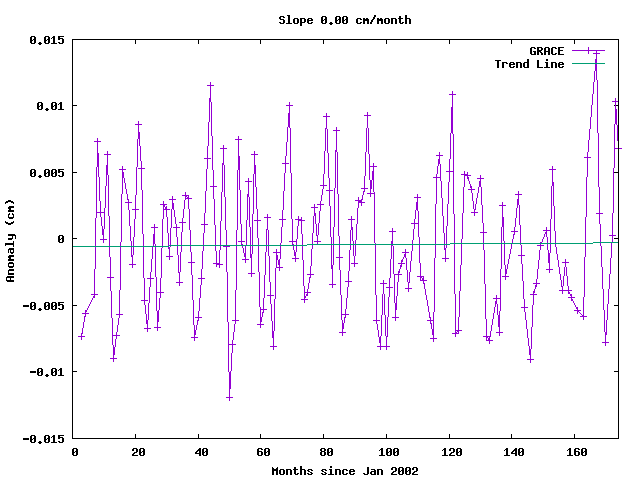 Slope 0.00 cm/month
0.015
0.01
0.005
0
-0.005
-0.01
-0.015
Anomaly (cm)
GRACE
Trend Line
0 20 40 60 80 100 120 140 160
Months since Jan 2002